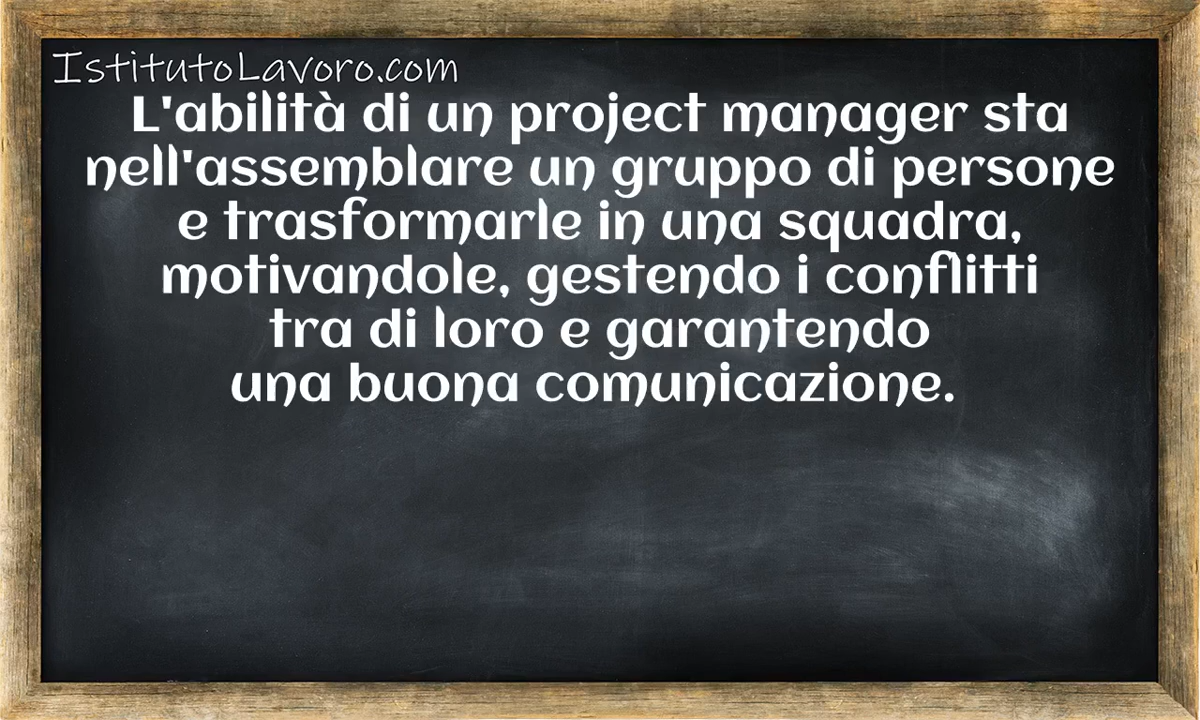 IstitutoLavoro.com
L'abilità di un project manager sta
nell'assemblare un gruppo di persone
e trasformarle in una squadra,
motivandole, gestendo i conflitti
tra di loro e garantendo
una buona comunicazione.